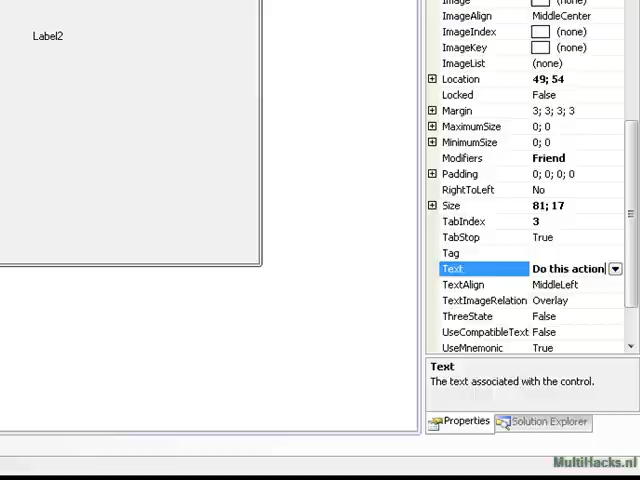 Label2
Image (none)
ImageAlign MiddleCenter
ImageIndex (none)
ImageKey (none)
ImageList (none)
Location 49; 54
Locked False
Margin 3; 3; 3; 3
MaximumSize 0; 0
MinimumSize 0; 0
Modifiers Friend
Padding 0; 0; 0; 0
RightToLeft No
Size 81; 17
TabIndex 3
TabStop True
Tag
Text Do this action
TextAlign MiddleLeft
TextImageRelation Overlay
ThreeState False
UseCompatibleText False
UseMnemonic True
Text
The text associated with the control.
Properties Solution Explorer
MultiHacks.nl